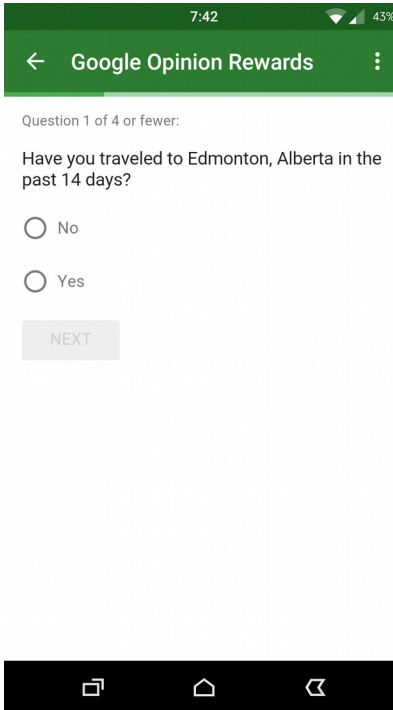 7:42
43%
Google Opinion Rewards
Question 1 of 4 or fewer:
Have you traveled to Edmonton, Alberta in the
past 14 days?
No
Yes
NEXT